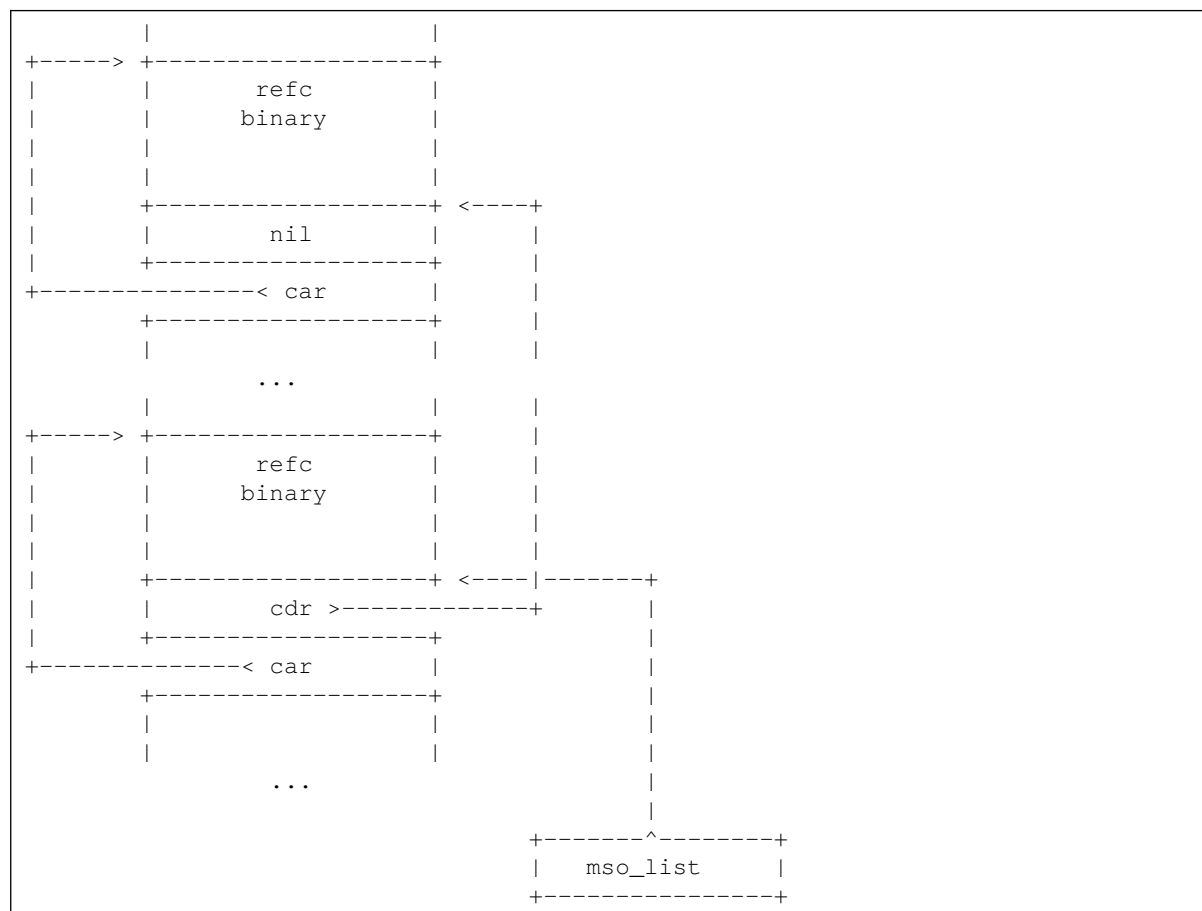 |                   |
+-----> +-------------------+
|       |       refc        |
|       |      binary       |
|       |                   |
|       |                   |
|       +-------------------+ <----+
|       |        nil        |      |
|       +-------------------+      |
+---------------< car       |      |
        +-------------------+      |
        |                   |      |
                ...
        |                   |      |
+-----> +-------------------+      |
|       |       refc        |      |
|       |      binary       |      |
|       |                   |      |
|       |                   |      |
|       +-------------------+ <----|-------+
|       |        cdr >-------------+       |
|       +-------------------+              |
+--------------< car        |              |
        +-------------------+              |
        |                   |              |
        |                   |              |
                 ...                       |
                                           |
                                   +-------^--------+
                                   |   mso_list     |
                                   +----------------+